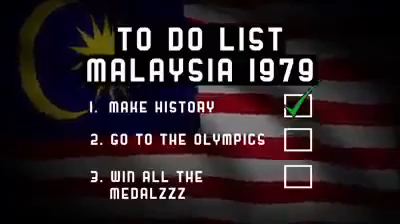 TO DO LIST
MALAYSIA 1979
1. MAKE HISTORY
2. GO TO THE OLYMPICS
3. WIN ALL THE
MEDALZZZ